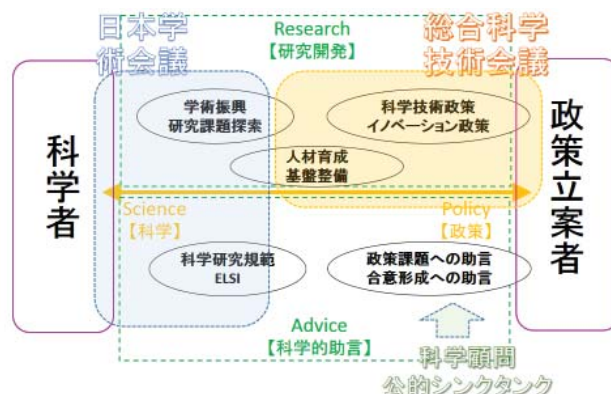 日本学
術会議
Research
【研究開発】
総合科学
技術会議
学術振興
研究課題探索
科学技術政策
イノベーション政策
人材育成
基盤整備
科学者
政策立案者
Science
【科学】
Policy
【政策】
科学研究規範
ELSI
政策課題への助言
合意形成への助言
Advice
【科学的助言】
科学顧問
公的シンクタンク